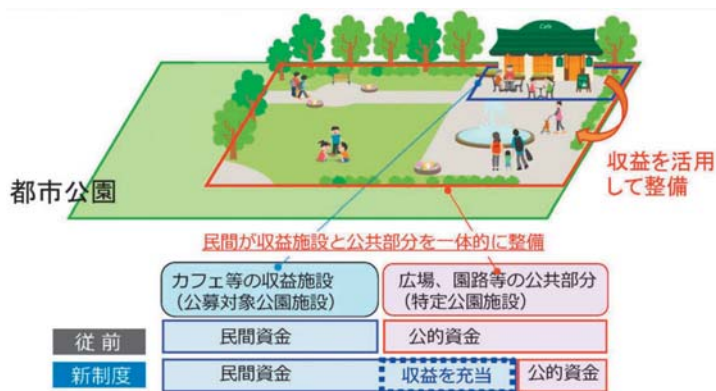 Cafe
都市公園
収益を活用
して整備
民間が収益施設と公共部分を一体的に整備
カフェ等の収益施設
(公募対象公園施設)
広場、園路等の公共部分
(特定公園施設)
従前
民間資金
公的資金
新制度
民間資金
収益を充当
公的資金